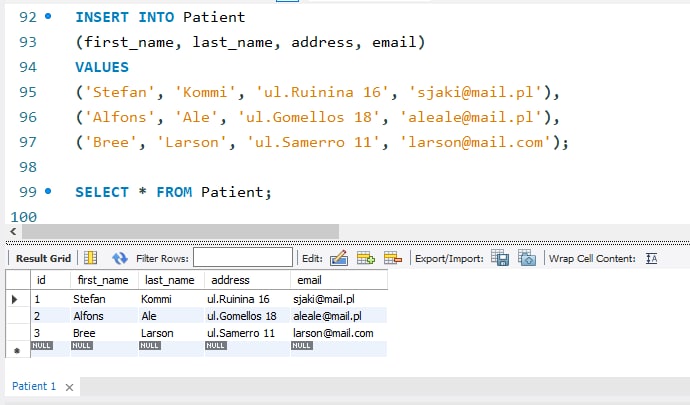 92 INSERT INTO Patient
93 (first_name, last_name, address, email)
94 VALUES
95 ('Stefan', 'Kommi', 'ul.Ruinina 16', 'sjaki@mail.pl'),
96 ('Alfons', 'Ale', 'ul.Gomellos 18', 'aleale@mail.pl'),
97 ('Bree', 'Larson', 'ul.Samerro 11', 'larson@mail.com');
98
99 SELECT * FROM Patient;
100
Result Grid Filter Rows: Edit: Export/Import: Wrap Cell Content: IA
id first_name last_name address email
1 Stefan Kommi ul.Ruinina 16 sjaki@mail.pl
2 Alfons Ale ul.Gomellos 18 aleale@mail.pl
3 Bree Larson ul.Samerro 11 larson@mail.com
NULL NULL NULL NULL NULL
Patient 1